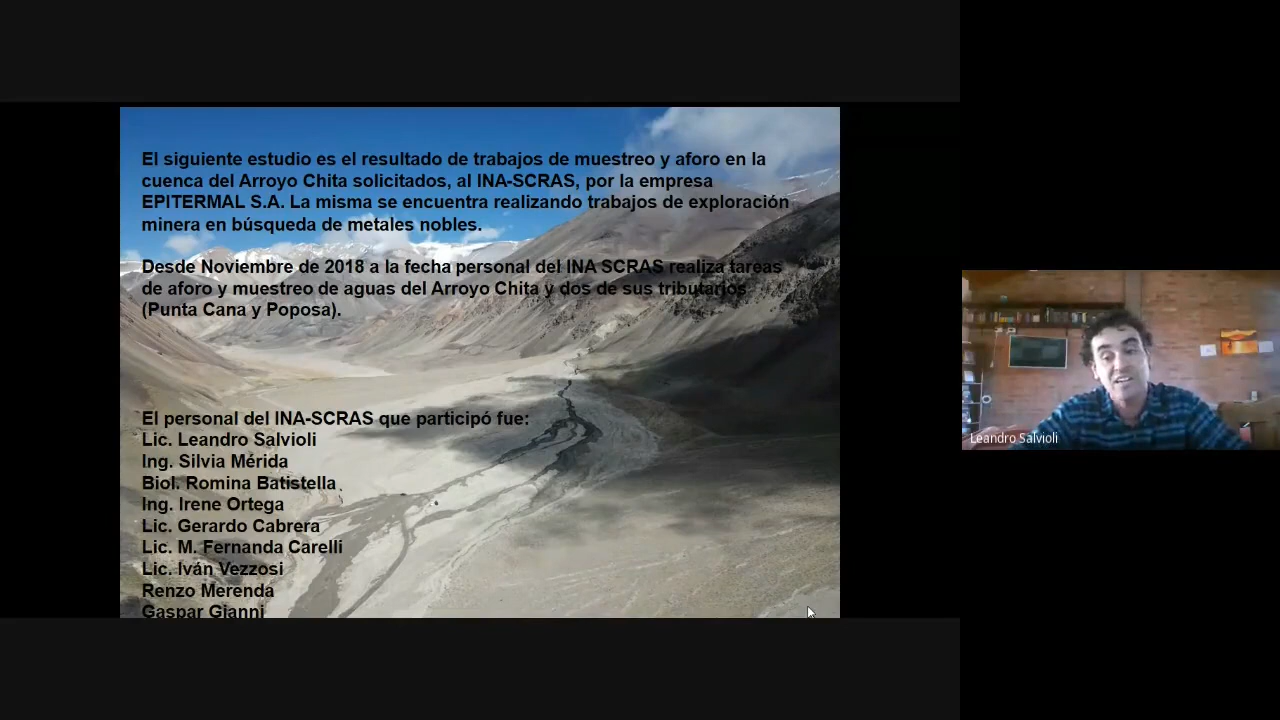 El siguiente estudio es el resultado de trabajos de muestreo y aforo en la
cuenca del Arroyo Chita solicitados, al INA-SCRAS, por la empresa
EPITERMAL S.A. La misma se encuentra realizando trabajos de exploración
minera en búsqueda de metales nobles.
Desde Noviembre de 2018 a la fecha personal del INA SCRAS realiza tareas
de aforo y muestreo de aguas del Arroyo Chita y dos de sus tributarios
(Punta Cana y Poposa).
El personal del INA-SCRAS que participó fue:
Lic. Leandro Salvioli
Ing. Silvia Mérida
Biol. Romina Batistella
Ing. Irene Ortega
Lic. Gerardo Cabrera
Lic. M. Fernanda Carelli
Lic. Iván Vezzosi
Renzo Merenda
Gaspar Gianni
Leandro Salvioli